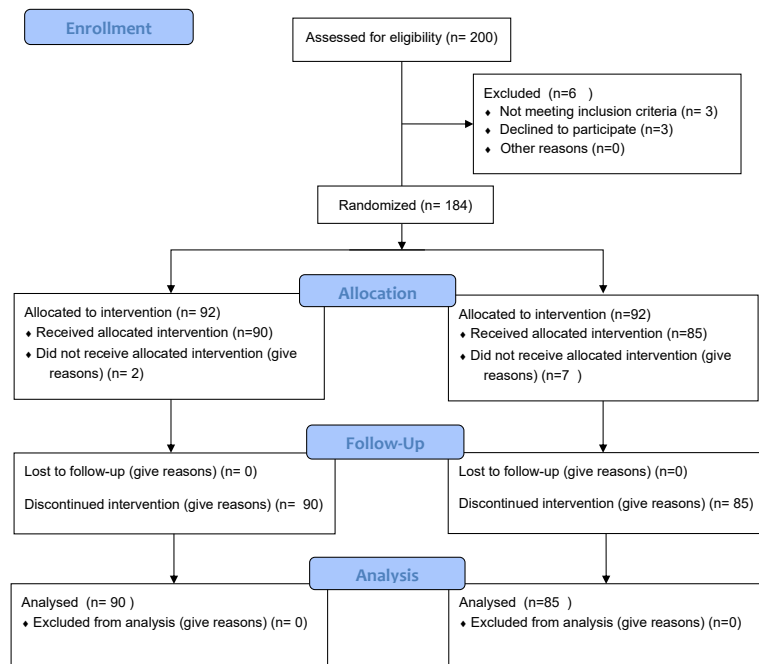 Enrollment
Assessed for eligibility (n= 200)
Excluded (n=6 )
♦ Not meeting inclusion criteria (n= 3)
♦ Declined to participate (n=3)
♦ Other reasons (n=0)
Randomized (n= 184)
Allocation
Allocated to intervention (n= 92)
♦ Received allocated intervention (n=90)
♦ Did not receive allocated intervention (give
reasons) (n= 2)
Allocated to intervention (n=92)
♦ Received allocated intervention (n=85)
♦ Did not receive allocated intervention (give
reasons) (n=7 )
Follow-Up
Lost to follow-up (give reasons) (n= 0)
Discontinued intervention (give reasons) (n= 90)
Lost to follow-up (give reasons) (n=0)
Discontinued intervention (give reasons) (n= 85)
Analysis
Analysed (n= 90 )
♦ Excluded from analysis (give reasons) (n= 0)
Analysed (n=85 )
♦ Excluded from analysis (give reasons) (n=0)